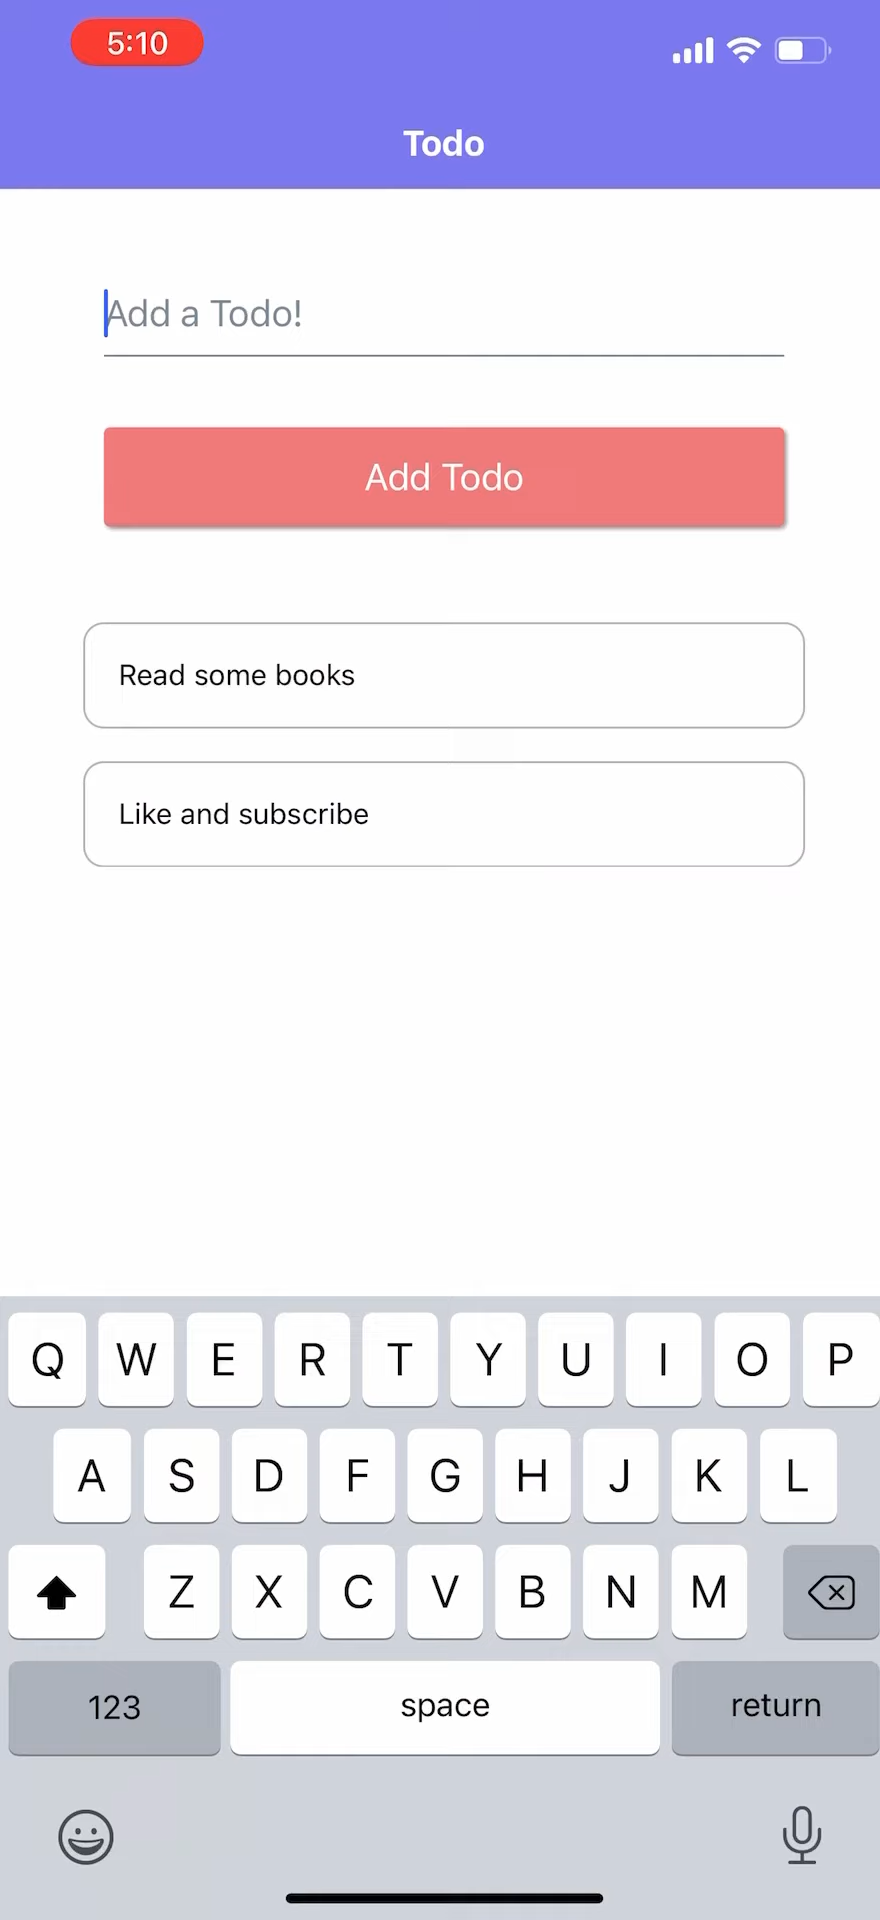 5:10
Todo
Add a Todo!
Add Todo
Read some books
Like and subscribe
Q W E R T Y U I O P
A S D F G H J K L
Z X C V B N M
123 space return